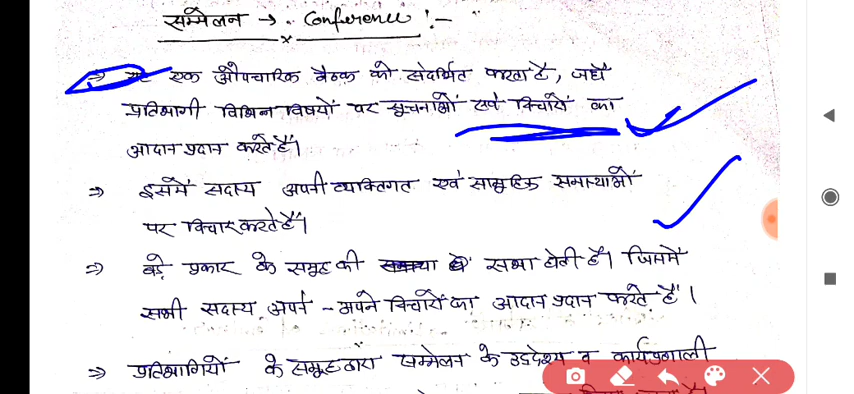 सम्मेलन → Conference :-
⇒ यह एक औपचारिक बैठक को संदर्भित करता है, जहाँ
प्रतिभागी विभिन्न विषयों पर सूचनाओं एवं विचारों का
आदान प्रदान करते हैं।
⇒ इसमें सदस्य अपनी व्यक्तिगत एवं सामूहिक समस्याओं
पर विचार करते हैं।
⇒ बड़े प्रकार के समूह की सभा होती है। जिसमें
सभी सदस्य अपने - अपने विचारों का आदान प्रदान करते हैं।
⇒ प्रतिभागियों के समूह द्वारा सम्मेलन के उद्देश्य व कार्यप्रणाली